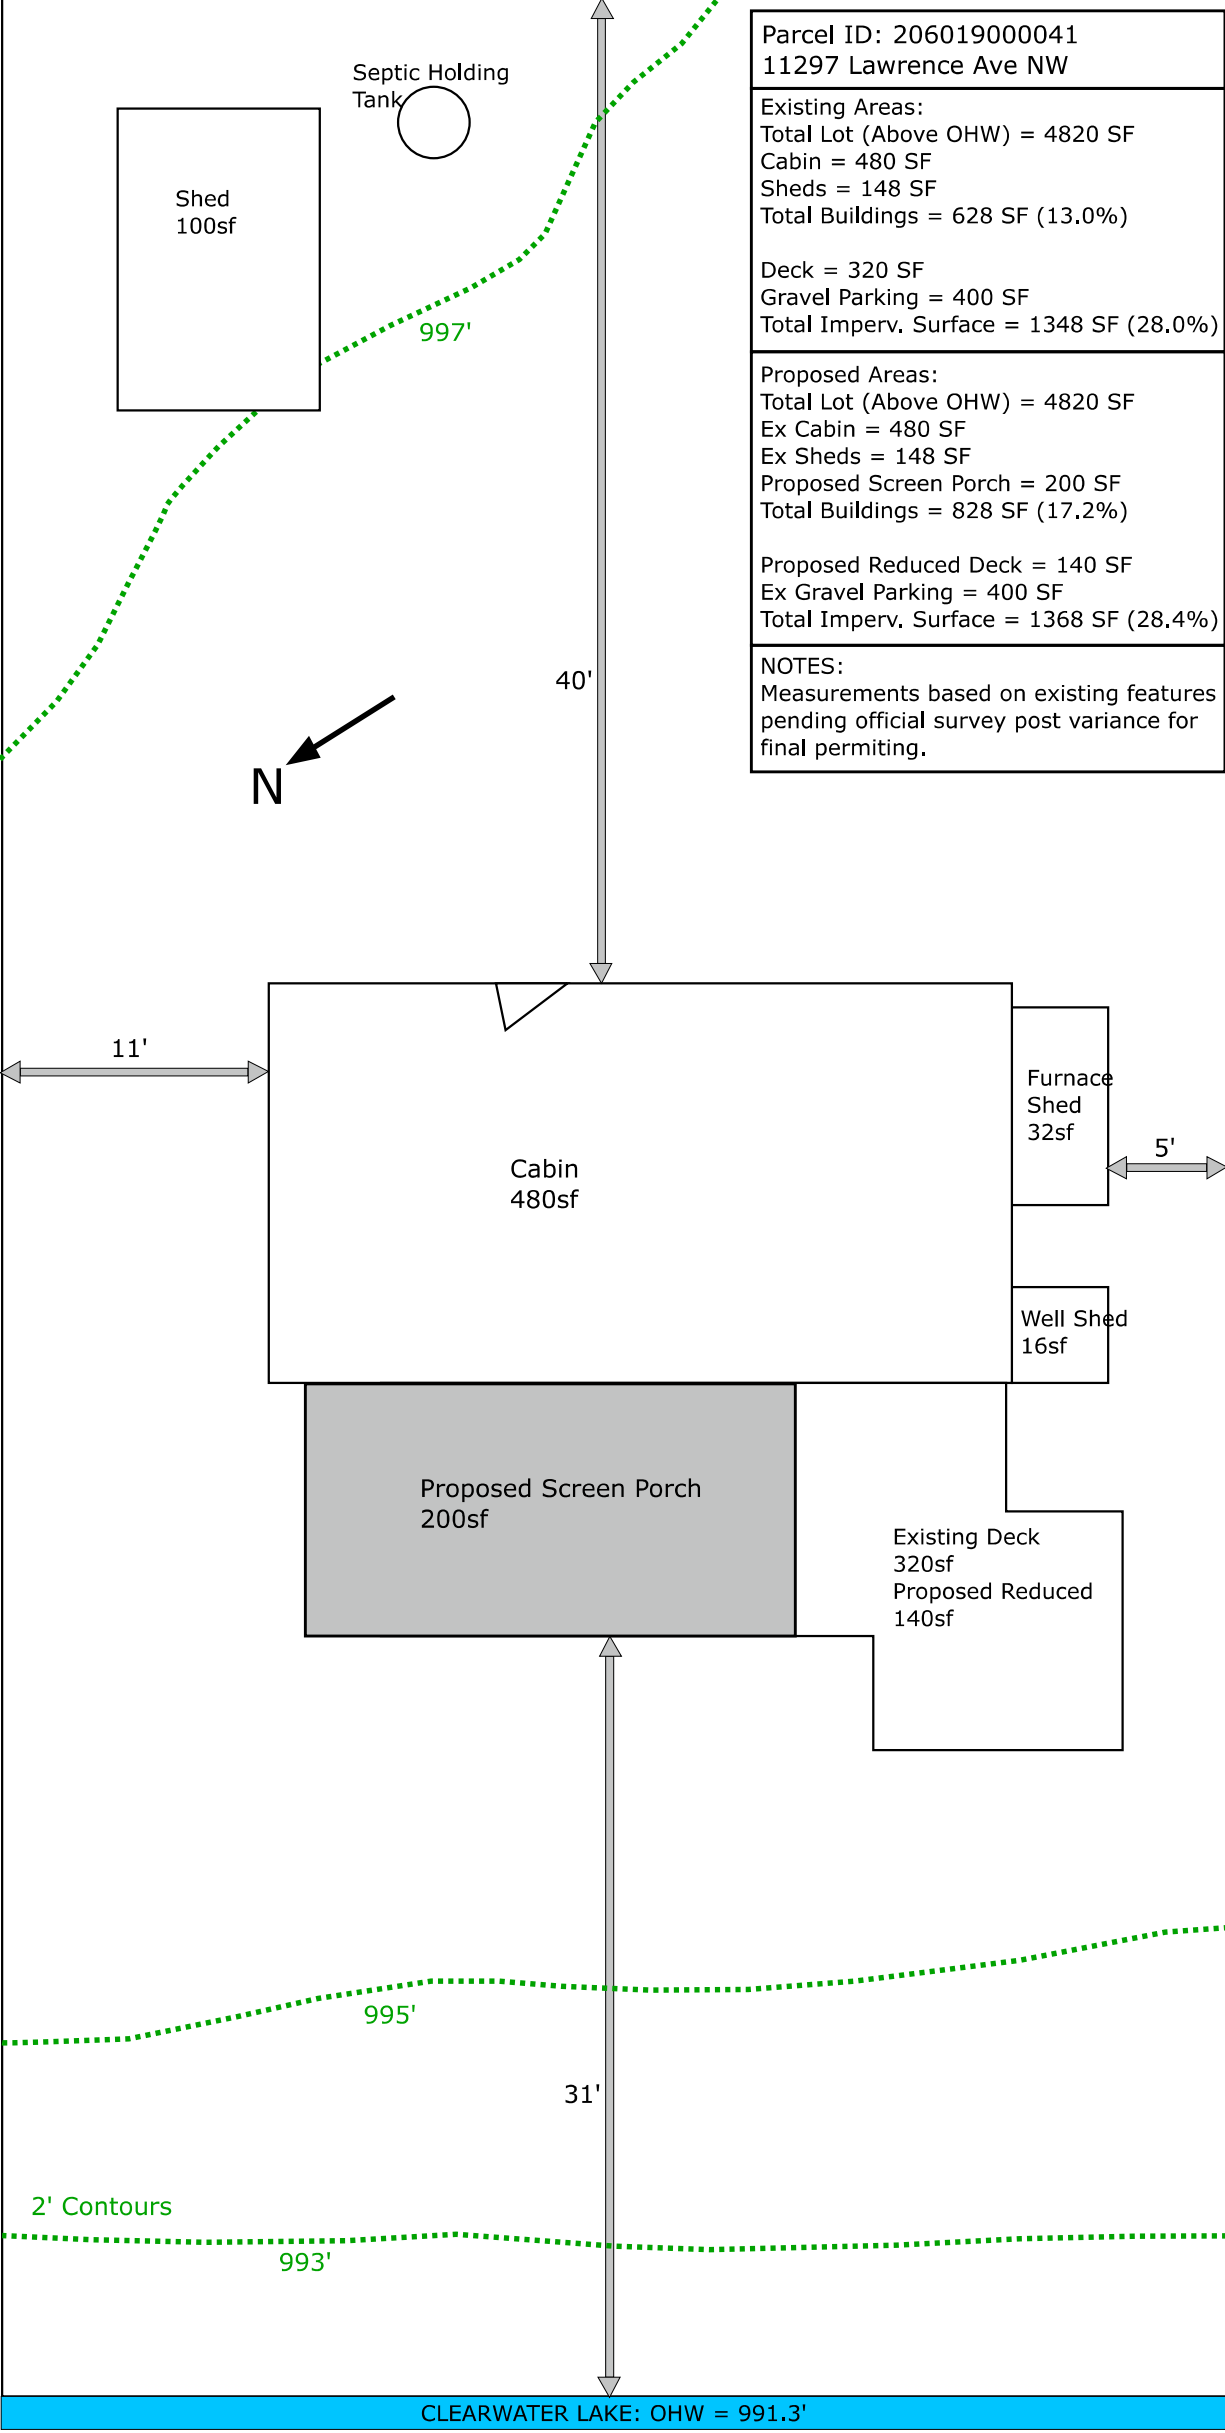 Parcel ID: 206019000041
11297 Lawrence Ave NW
Existing Areas:
Total Lot (Above OHW) = 4820 SF
Cabin = 480 SF
Sheds = 148 SF
Total Buildings = 628 SF (13.0%)
Deck = 320 SF
Gravel Parking = 400 SF
Total Imperv. Surface = 1348 SF (28.0%)
Proposed Areas:
Total Lot (Above OHW) = 4820 SF
Ex Cabin = 480 SF
Ex Sheds = 148 SF
Proposed Screen Porch = 200 SF
Total Buildings = 828 SF (17.2%)
Proposed Reduced Deck = 140 SF
Ex Gravel Parking = 400 SF
Total Imperv. Surface = 1368 SF (28.4%)
NOTES:
Measurements based on existing features
pending official survey post variance for
final permiting.
Septic Holding
Tank
Shed
100sf
997'
40'
N
11'
Furnace
Shed
32sf
5'
Cabin
480sf
Well Shed
16sf
Proposed Screen Porch
200sf
Existing Deck
320sf
Proposed Reduced
140sf
995'
31'
2' Contours
993'
CLEARWATER LAKE: OHW = 991.3'